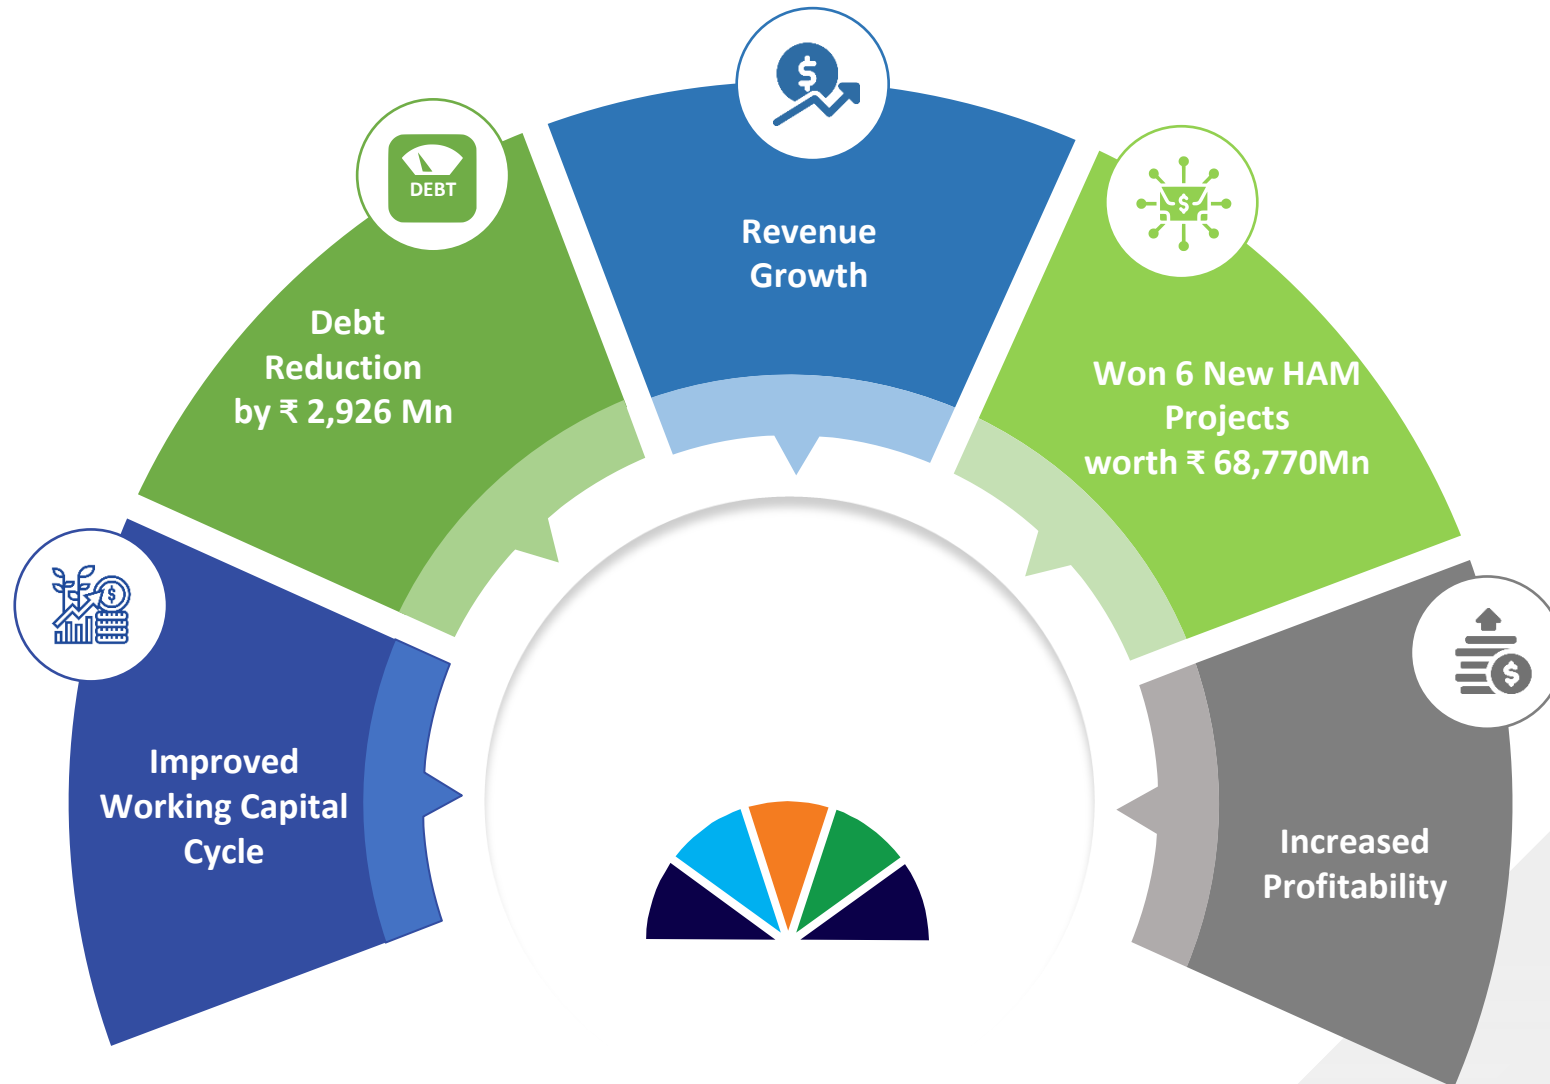 Improved
Working Capital
Cycle
DEBT
Debt
Reduction
by ₹ 2,926 Mn
$
Revenue
Growth
$
Won 6 New HAM
Projects
worth ₹ 68,770Mn
$
Increased
Profitability
$